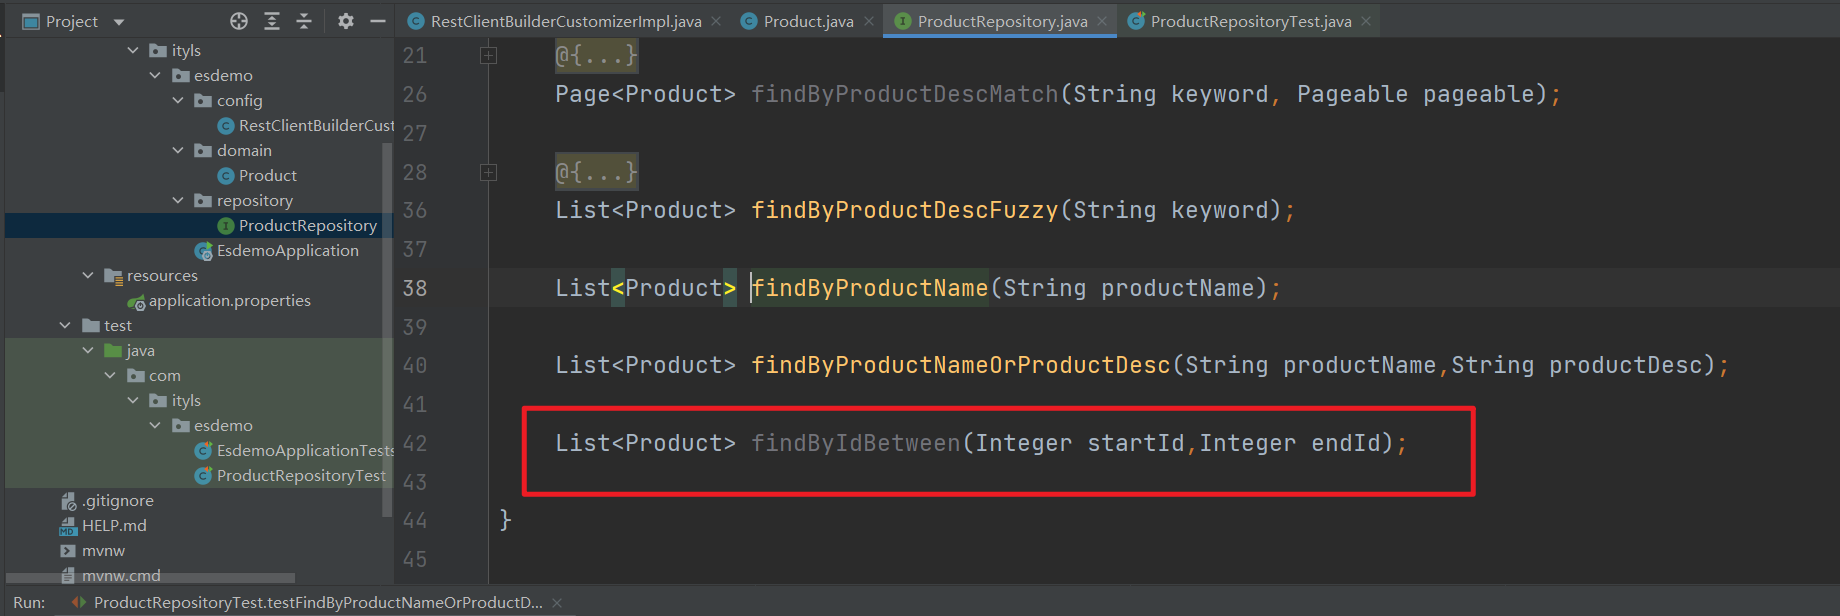 Project
RestClientBuilderCustomizerImpl.java
Product.java
ProductRepository.java
ProductRepositoryTest.java
ityls
esdemo
config
RestClientBuilderCust
domain
Product
repository
ProductRepository
EsdemoApplication
resources
application.properties
test
java
com
ityls
esdemo
EsdemoApplicationTests
ProductRepositoryTest
.gitignore
HELP.md
mvnw
mvnw.cmd
21 @{...}
26 Page<Product> findByProductDescMatch(String keyword, Pageable pageable);
27
28 @{...}
36 List<Product> findByProductDescFuzzy(String keyword);
37
38 List<Product> findByProductName(String productName);
39
40 List<Product> findByProductNameOrProductDesc(String productName,String productDesc);
41
42 List<Product> findByIdBetween(Integer startId,Integer endId);
43
44 }
45
Run: ProductRepositoryTest.testFindByProductNameOrProductD...